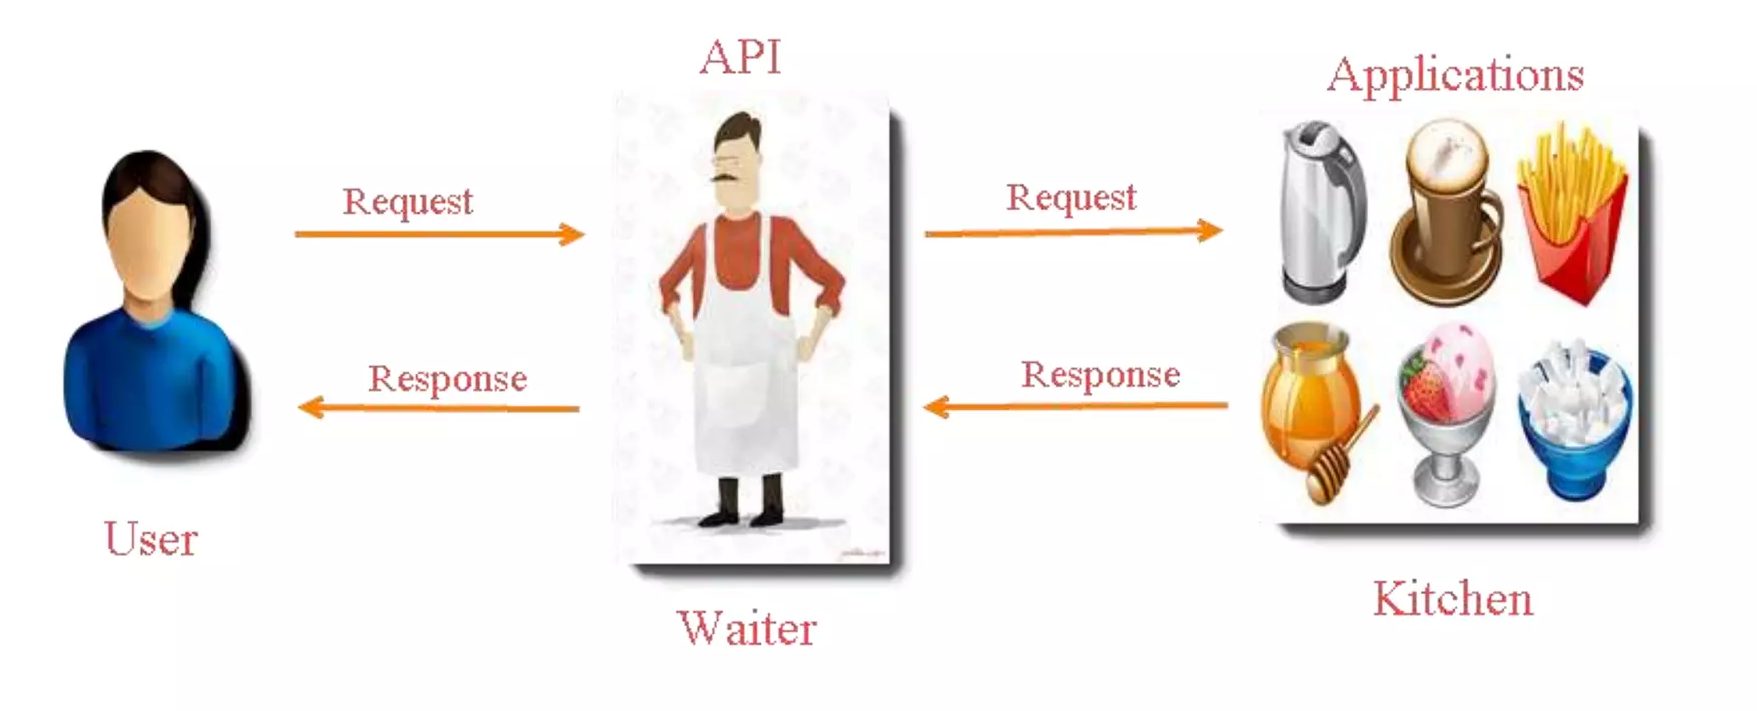 API
Applications
Request
Request
Response
Response
User
Kitchen
Waiter